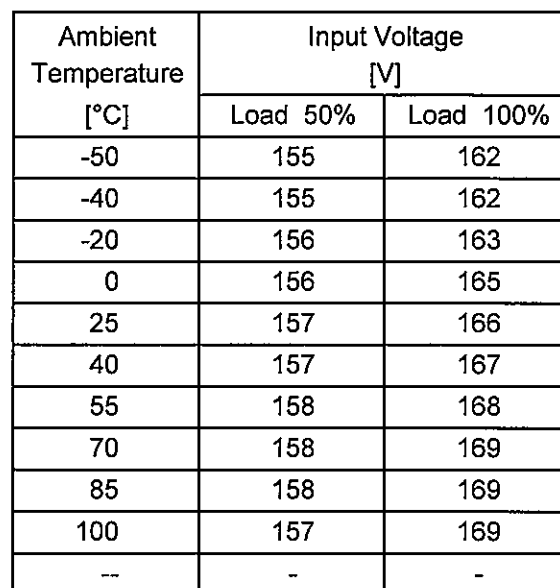 Ambient Input Voltage
Temperature [V]
[°C] Load 50% Load 100%
-50 155 162
-40 155 162
-20 156 163
0 156 165
25 157 166
40 157 167
55 158 168
70 158 169
85 158 169
100 157 169
-- - -